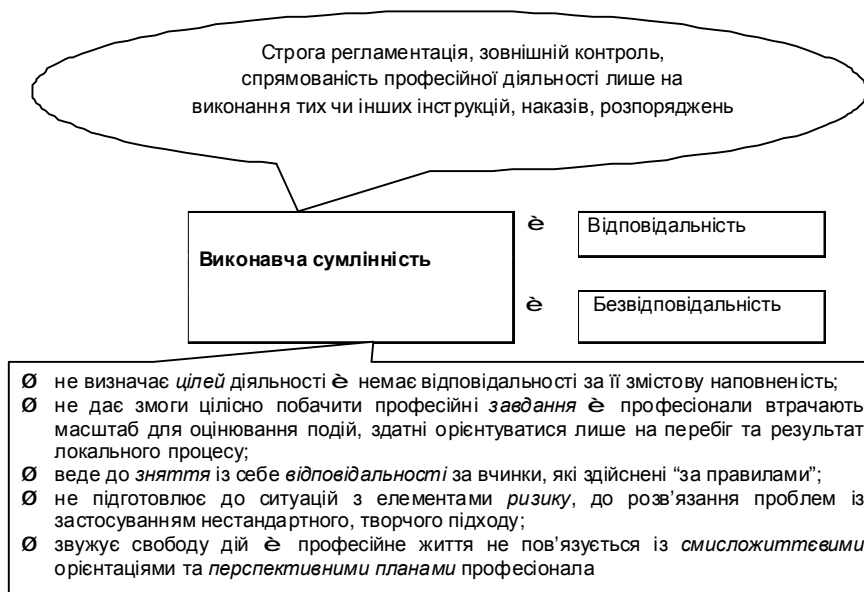 Строга регламентація, зовнішній контроль,
спрямованість професійної діяльності лише на
виконання тих чи інших інструкцій, наказів, розпоряджень
Виконавча сумлінність
è Відповідальність
è Безвідповідальність
Ø не визначає цілей діяльності è немає відповідальності за її змістову наповненість;
Ø не дає змоги цілісно побачити професійні завдання è професіонали втрачають
масштаб для оцінювання подій, здатні орієнтуватися лише на перебіг та результат
локального процесу;
Ø веде до зняття із себе відповідальності за вчинки, які здійснені “за правилами”;
Ø не підготовлює до ситуацій з елементами ризику, до розв’язання проблем із
застосуванням нестандартного, творчого підходу;
Ø звужує свободу дій è професійне життя не пов’язується із смисложиттєвими
орієнтаціями та перспективними планами професіонала